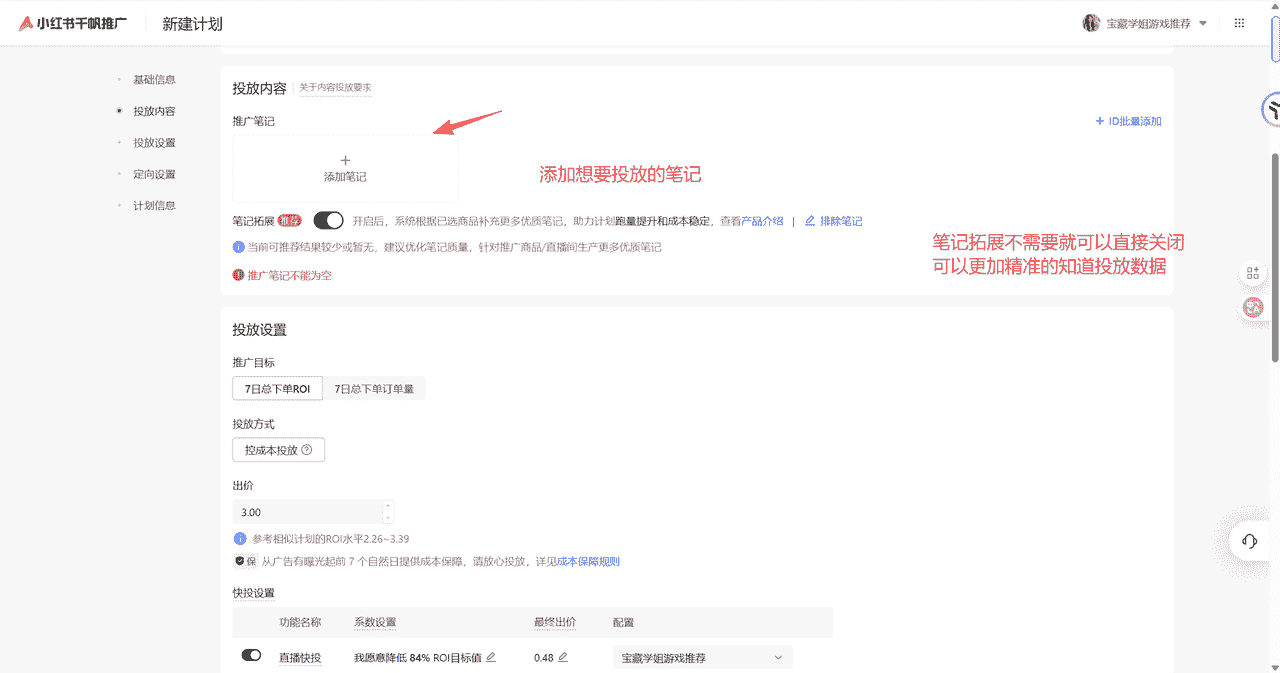 小红书千帆推广 新建计划 宝藏学姐游戏推荐
基础信息
投放内容
投放设置
定向设置
计划信息
投放内容 关于内容投放要求
推广笔记 + ID批量添加
+
添加笔记
添加想要投放的笔记
笔记拓展 推荐 开启后，系统根据已选商品补充更多优质笔记，助力计划跑量提升和成本稳定，查看产品介绍 | 排除笔记
当前可推荐结果较少或暂无，建议优化笔记质量，针对推广商品/直播间生产更多优质笔记
推广笔记不能为空
笔记拓展不需要就可以直接关闭
可以更加精准的知道投放数据
投放设置
推广目标
7日总下单ROI 7日总下单订单量
投放方式
控成本投放
出价
3.00
参考相似计划的ROI水平2.26~3.39
保 从广告有曝光起前 7 个自然日提供成本保障，请放心投放，详见成本保障规则
快投设置
功能名称 系数设置 最终出价 配置
直播快投 我愿意降低 84% ROI目标值 0.48 宝藏学姐游戏推荐